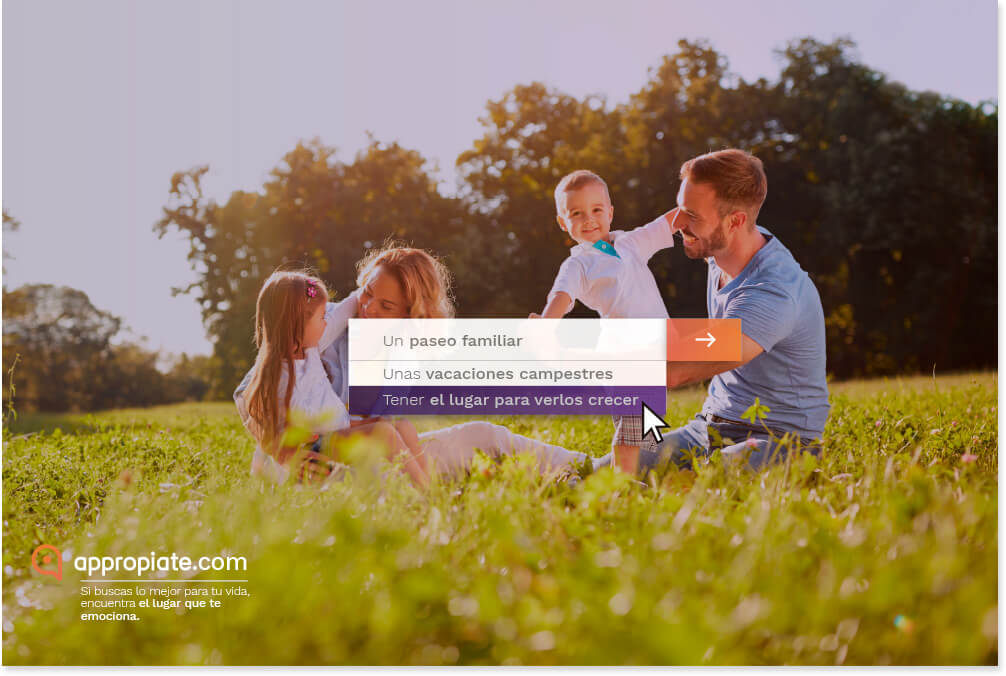 Un paseo familiar
Unas vacaciones campestres
Tener el lugar para verlos crecer
appropiate.com
Si buscas lo mejor para tu vida,
encuentra el lugar que te
emociona.